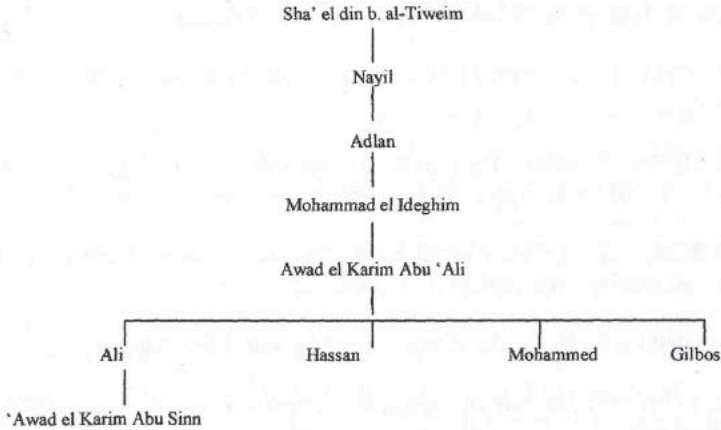 Sha' el din b. al-Tiweim
Nayil
Adlan
Mohammad el Ideghim
Awad el Karim Abu ‘Ali
Ali Hassan Mohammed Gilbos
‘Awad el Karim Abu Sinn